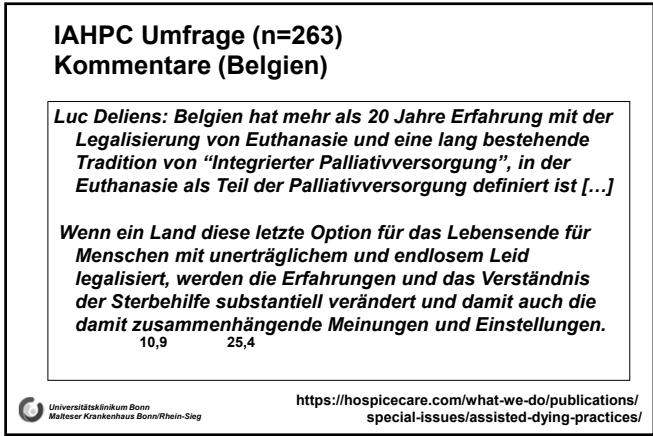 IAHPC Umfrage (n=263)
Kommentare (Belgien)
Luc Deliens: Belgien hat mehr als 20 Jahre Erfahrung mit der
Legalisierung von Euthanasie und eine lang bestehende
Tradition von “Integrierter Palliativversorgung”, in der
Euthanasie als Teil der Palliativversorgung definiert ist […]
Wenn ein Land diese letzte Option für das Lebensende für
Menschen mit unerträglichem und endlosem Leid
legalisiert, werden die Erfahrungen und das Verständnis
der Sterbehilfe substantiell verändert und damit auch die
damit zusammenhängende Meinungen und Einstellungen.
10,9 25,4
Universitätsklinikum Bonn
Malteser Krankenhaus Bonn/Rhein-Sieg
https://hospicecare.com/what-we-do/publications/
special-issues/assisted-dying-practices/